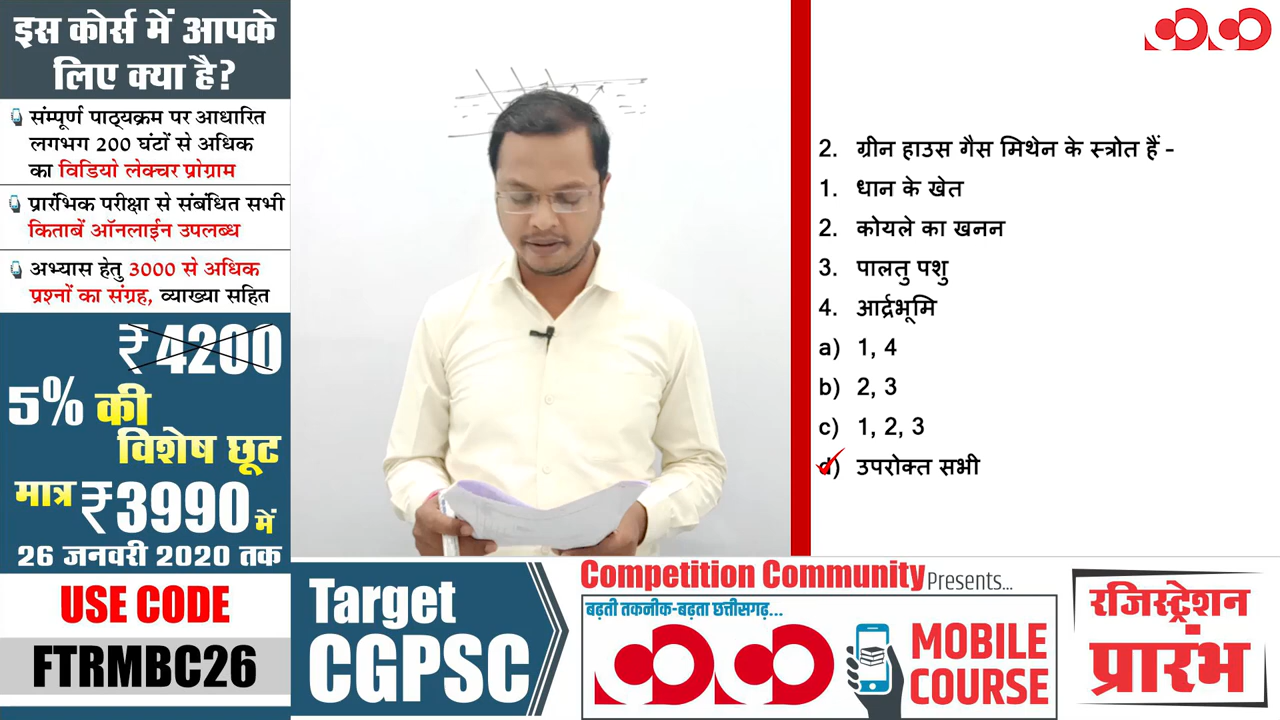 इस कोर्स में आपके
लिए क्या है?
संम्पूर्ण पाठ्यक्रम पर आधारित
लगभग 200 घंटों से अधिक
का विडियो लेक्चर प्रोग्राम
प्रारंभिक परीक्षा से संबंधित सभी
किताबें ऑनलाईन उपलब्ध
अभ्यास हेतु 3000 से अधिक
प्रश्नों का संग्रह, व्याख्या सहित
₹4200
5% की
विशेष छूट
मात्र ₹3990 में
26 जनवरी 2020 तक
USE CODE
FTRMBC26
2. ग्रीन हाउस गैस मिथेन के स्त्रोत हैं -
1. धान के खेत
2. कोयले का खनन
3. पालतु पशु
4. आर्द्रभूमि
a) 1, 4
b) 2, 3
c) 1, 2, 3
d) उपरोक्त सभी
Target
CGPSC
Competition Community Presents...
बढ़ती तकनीक-बढ़ता छत्तीसगढ़...
MOBILE
COURSE
रजिस्ट्रेशन
प्रारंभ